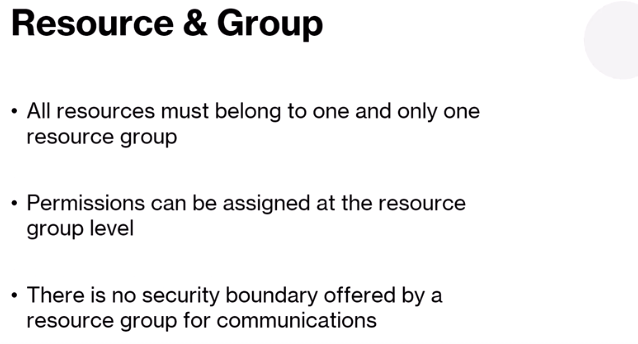 Resource & Group
• All resources must belong to one and only one
resource group
• Permissions can be assigned at the resource
group level
• There is no security boundary offered by a
resource group for communications